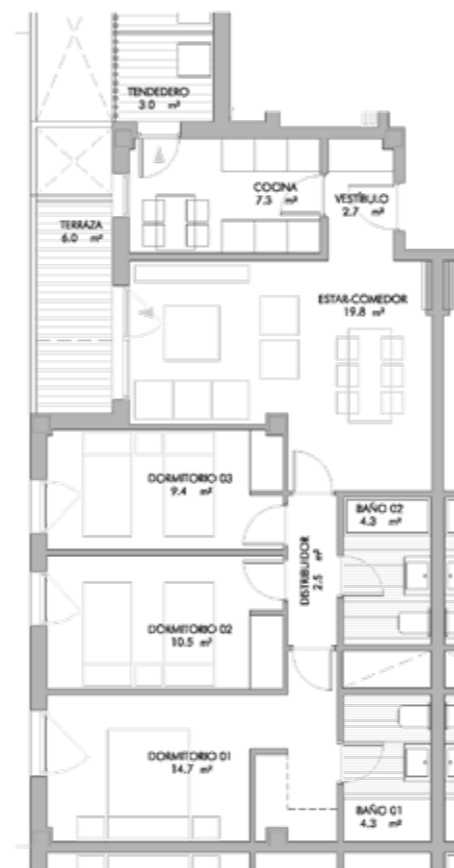 TENDEDERO
3.0 m²
COCINA
7.3 m²
VESTÍBULO
2.7 m²
TERRAZA
6.0 m²
ESTAR-COMEDOR
19.8 m²
DORMITORIO 03
9.4 m²
BAÑO 02
4.3 m²
DISTRIBUIDOR
2.5 m²
DORMITORIO 02
10.5 m²
DORMITORIO 01
14.7 m²
BAÑO 01
4.3 m²